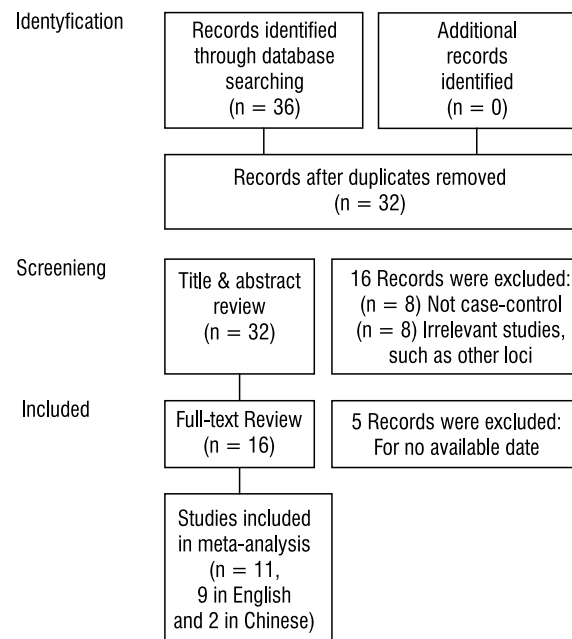 Identyfication
Records identified
through database
searching
(n = 36)
Additional
records
identified
(n = 0)
Records after duplicates removed
(n = 32)
Screenieng
Title & abstract
review
(n = 32)
16 Records were excluded:
(n = 8) Not case-control
(n = 8) Irrelevant studies,
such as other loci
Included
Full-text Review
(n = 16)
5 Records were excluded:
For no available date
Studies included
in meta-analysis
(n = 11,
9 in English
and 2 in Chinese)